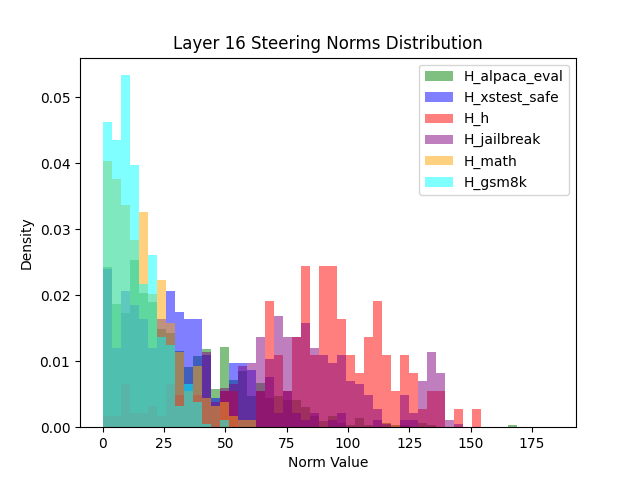 Layer 16 Steering Norms Distribution
H_alpaca_eval
H_xstest_safe
H_h
H_jailbreak
H_math
H_gsm8k
0.05
0.04
0.03
0.02
0.01
0.00
Density
0 25 50 75 100 125 150 175
Norm Value